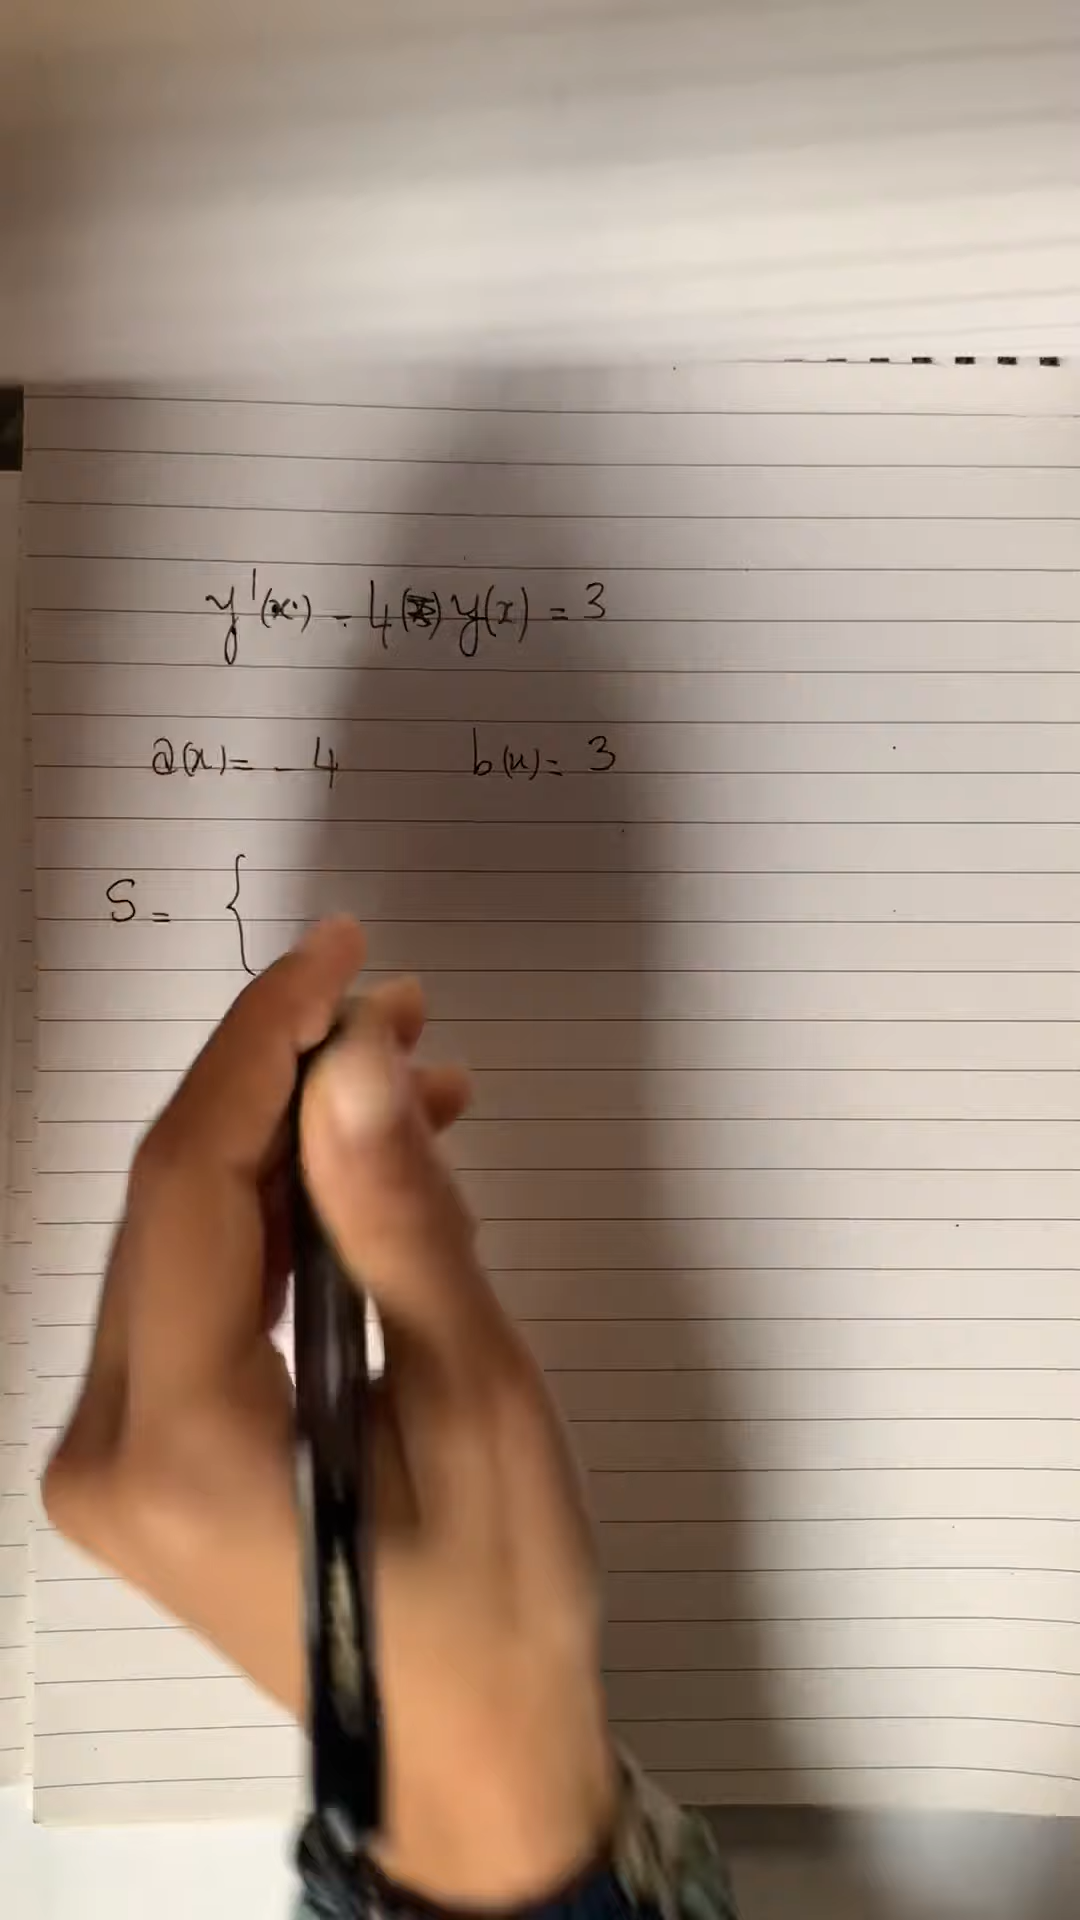 y'(x) - 4 y(x) = 3
a(x) = - 4 b(x) = 3
S = {